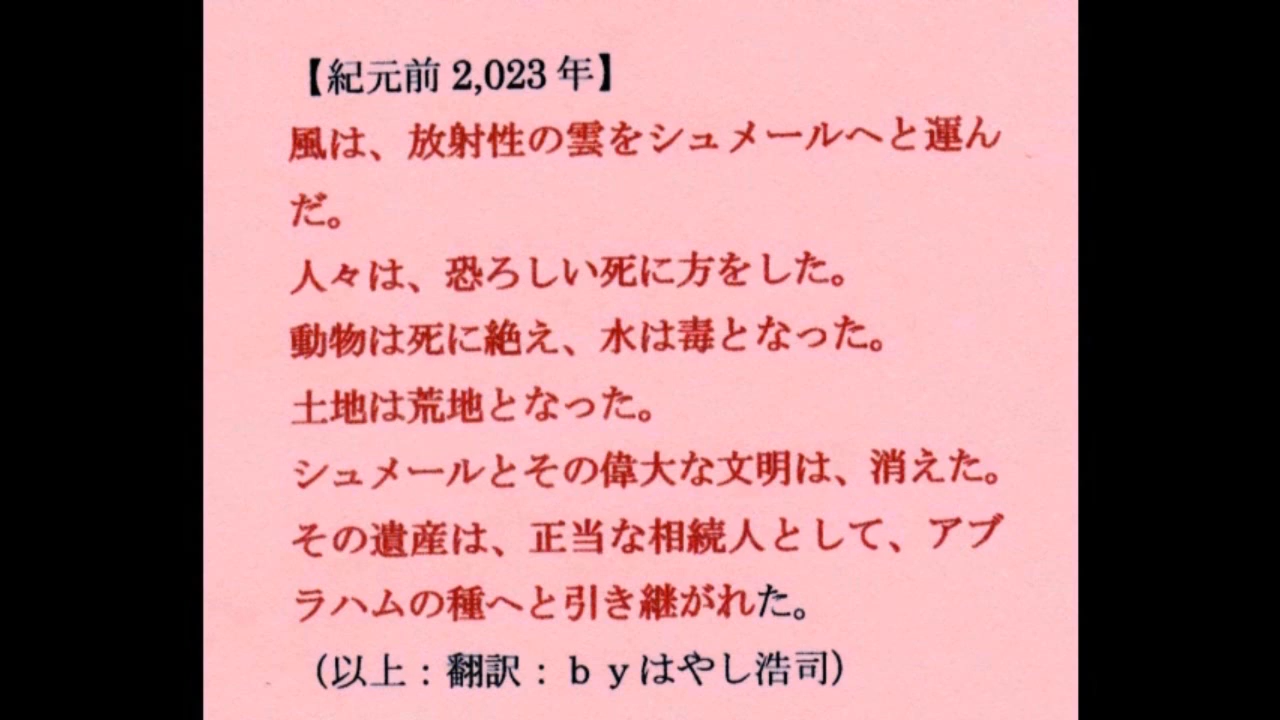 【紀元前 2,023 年】
風は、放射性の雲をシュメールへと運ん
だ。
人々は、恐ろしい死に方をした。
動物は死に絶え、水は毒となった。
土地は荒地となった。
シュメールとその偉大な文明は、消えた。
その遺産は、正当な相続人として、アブ
ラハムの種へと引き継がれた。
（以上：翻訳：ｂｙはやし浩司）